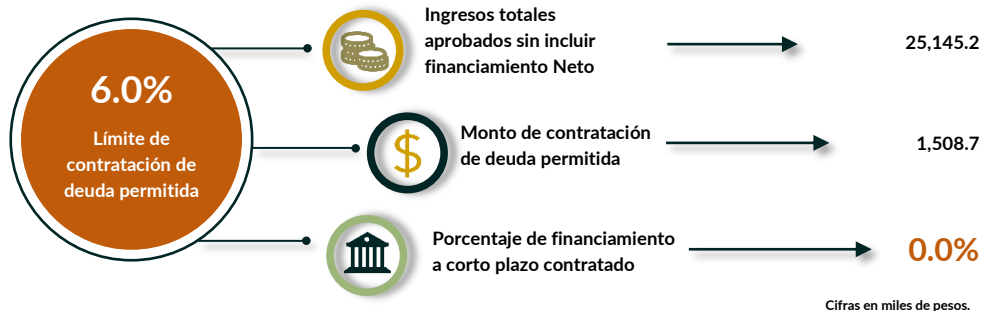 6.0%
Límite de
contratación de
deuda permitida
Ingresos totales
aprobados sin incluir
financiamiento Neto
25,145.2
$
Monto de contratación
de deuda permitida
1,508.7
Porcentaje de financiamiento
a corto plazo contratado
0.0%
Cifras en miles de pesos.